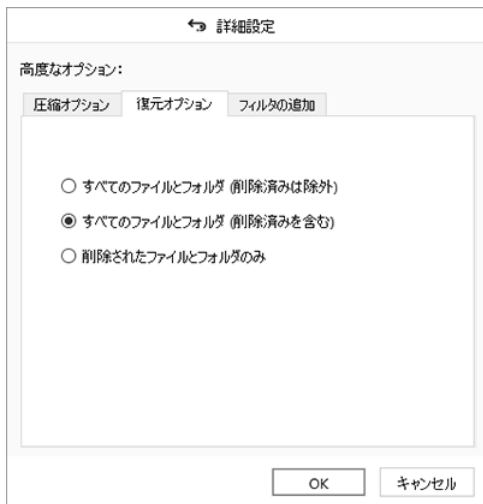 詳細設定
高度なオプション：
圧縮オプション 復元オプション フィルタの追加
すべてのファイルとフォルダ (削除済みは除外)
すべてのファイルとフォルダ (削除済みを含む)
削除されたファイルとフォルダのみ
OK キャンセル